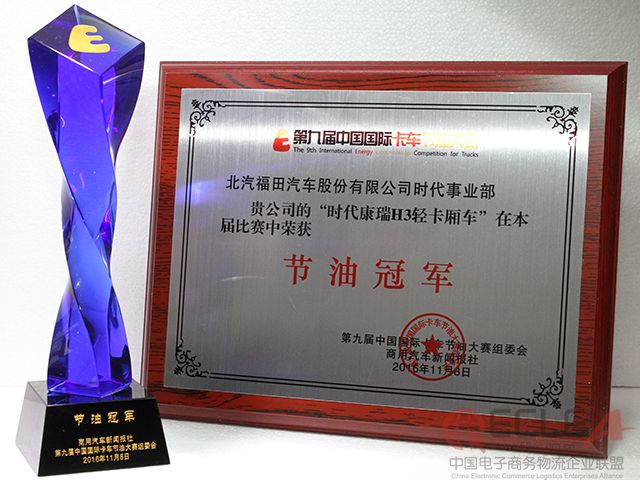 第九届中国国际卡车节油大赛
The 9th International Energy Competition for Trucks
北汽福田汽车股份有限公司时代事业部
贵公司的“时代康瑞H3轻卡厢车”在本
届比赛中荣获
节油冠军
第九届中国国际卡车节油大赛组委会
商用汽车新闻报社
2016年11月8日
节油冠军
商用汽车新闻报社
第九届中国国际卡车节油大赛组委会
2016年11月8日
中国电子商务物流企业联盟
China Electronic Commerce Logistics Enterprises Alliance